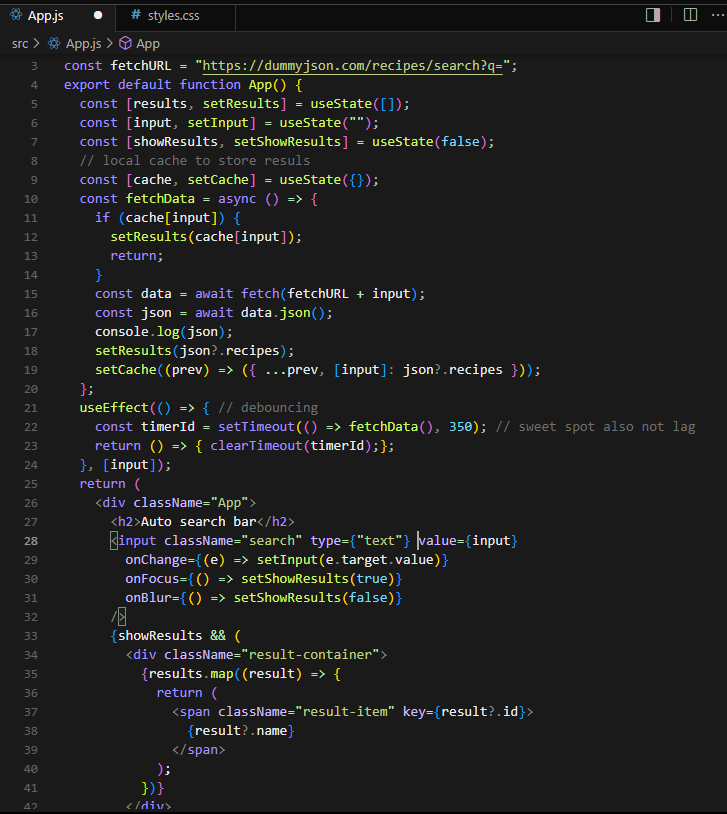 App.js ● # styles.css ···
src > App.js > App
3 const fetchURL = "https://dummyjson.com/recipes/search?q=";
4 export default function App() {
5 const [results, setResults] = useState([]);
6 const [input, setInput] = useState("");
7 const [showResults, setShowResults] = useState(false);
8 // local cache to store resuls
9 const [cache, setCache] = useState({});
10 const fetchData = async () => {
11 if (cache[input]) {
12 setResults(cache[input]);
13 return;
14 }
15 const data = await fetch(fetchURL + input);
16 const json = await data.json();
17 console.log(json);
18 setResults(json?.recipes);
19 setCache((prev) => ({ ...prev, [input]: json?.recipes }));
20 };
21 useEffect(() => { // debouncing
22 const timerId = setTimeout(() => fetchData(), 350); // sweet spot also not lag
23 return () => { clearTimeout(timerId);};
24 }, [input]);
25 return (
26 <div className="App">
27 <h2>Auto search bar</h2>
28 <input className="search" type={"text"} value={input}
29 onChange={(e) => setInput(e.target.value)}
30 onFocus={() => setShowResults(true)}
31 onBlur={() => setShowResults(false)}
32 />
33 {showResults && (
34 <div className="result-container">
35 {results.map((result) => {
36 return (
37 <span className="result-item" key={result?.id}>
38 {result?.name}
39 </span>
40 );
41 })}
42 </div>